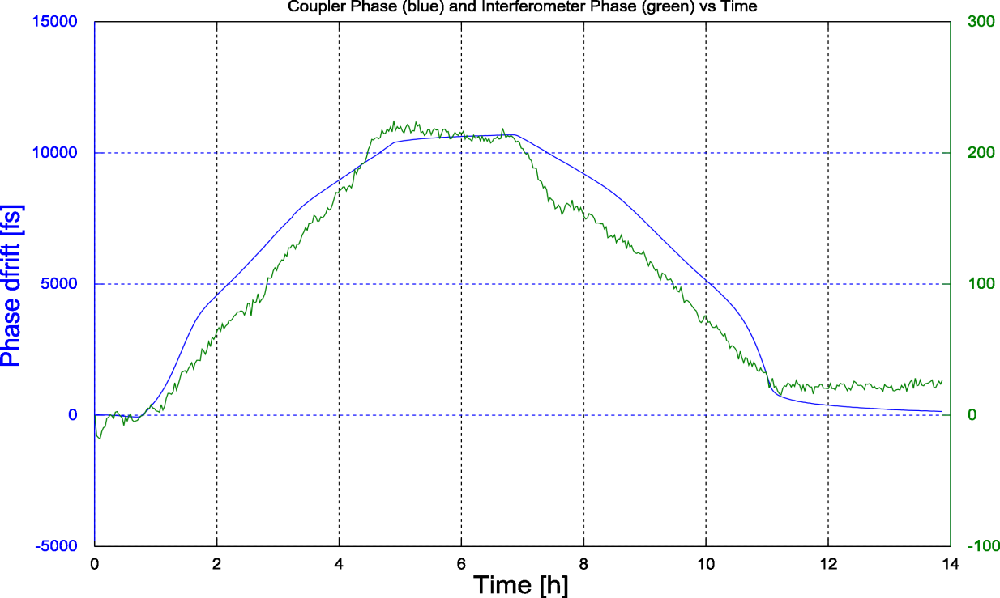 Coupler Phase (blue) and Interferometer Phase (green) vs Time
15000
10000
5000
0
-5000
Phase dfrift [fs]
300
200
100
0
-100
0 2 4 6 8 10 12 14
Time [h]